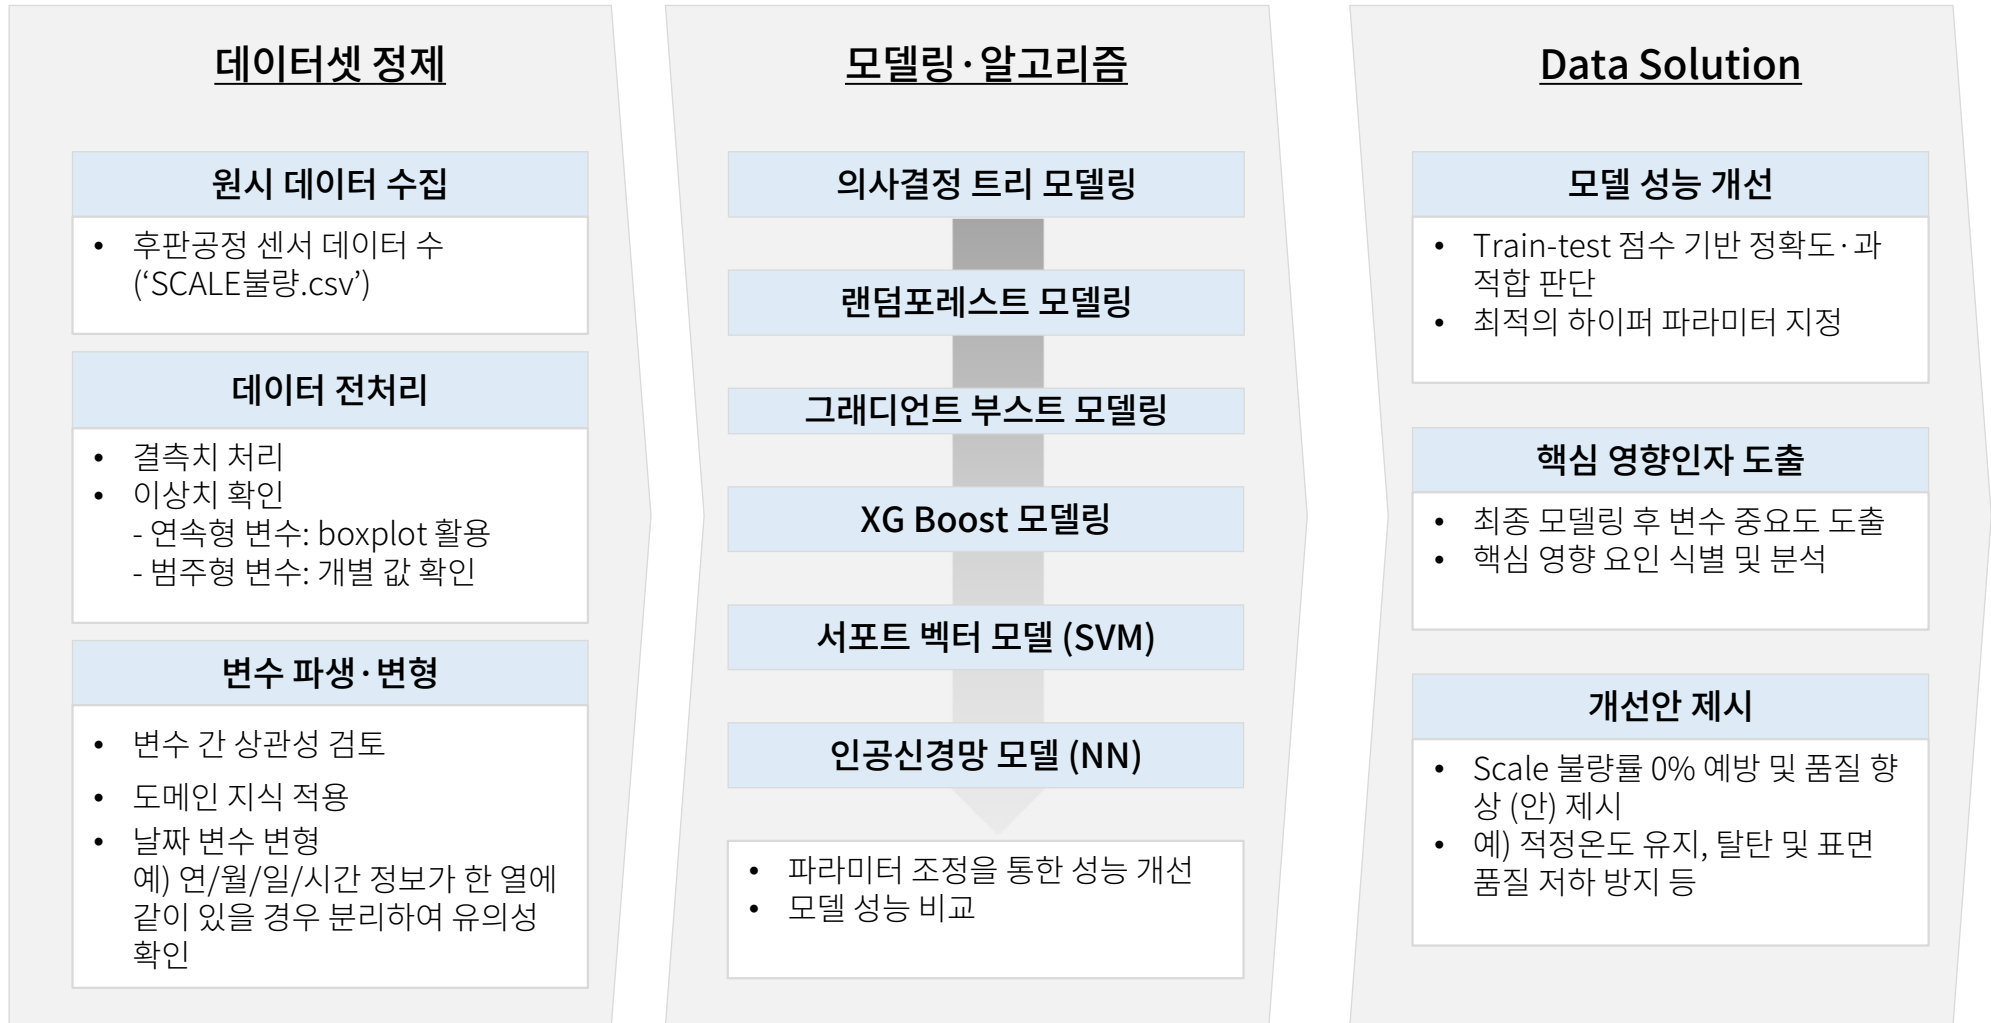 데이터셋 정제
원시 데이터 수집
• 후판공정 센서 데이터 수
(‘SCALE불량.csv’)
데이터 전처리
• 결측치 처리
• 이상치 확인
- 연속형 변수: boxplot 활용
- 범주형 변수: 개별 값 확인
변수 파생·변형
• 변수 간 상관성 검토
• 도메인 지식 적용
• 날짜 변수 변형
예) 연/월/일/시간 정보가 한 열에
같이 있을 경우 분리하여 유의성
확인
모델링·알고리즘
의사결정 트리 모델링
랜덤포레스트 모델링
그래디언트 부스트 모델링
XG Boost 모델링
서포트 벡터 모델 (SVM)
인공신경망 모델 (NN)
• 파라미터 조정을 통한 성능 개선
• 모델 성능 비교
Data Solution
모델 성능 개선
• Train-test 점수 기반 정확도·과
적합 판단
• 최적의 하이퍼 파라미터 지정
핵심 영향인자 도출
• 최종 모델링 후 변수 중요도 도출
• 핵심 영향 요인 식별 및 분석
개선안 제시
• Scale 불량률 0% 예방 및 품질 향
상 (안) 제시
• 예) 적정온도 유지, 탈탄 및 표면
품질 저하 방지 등